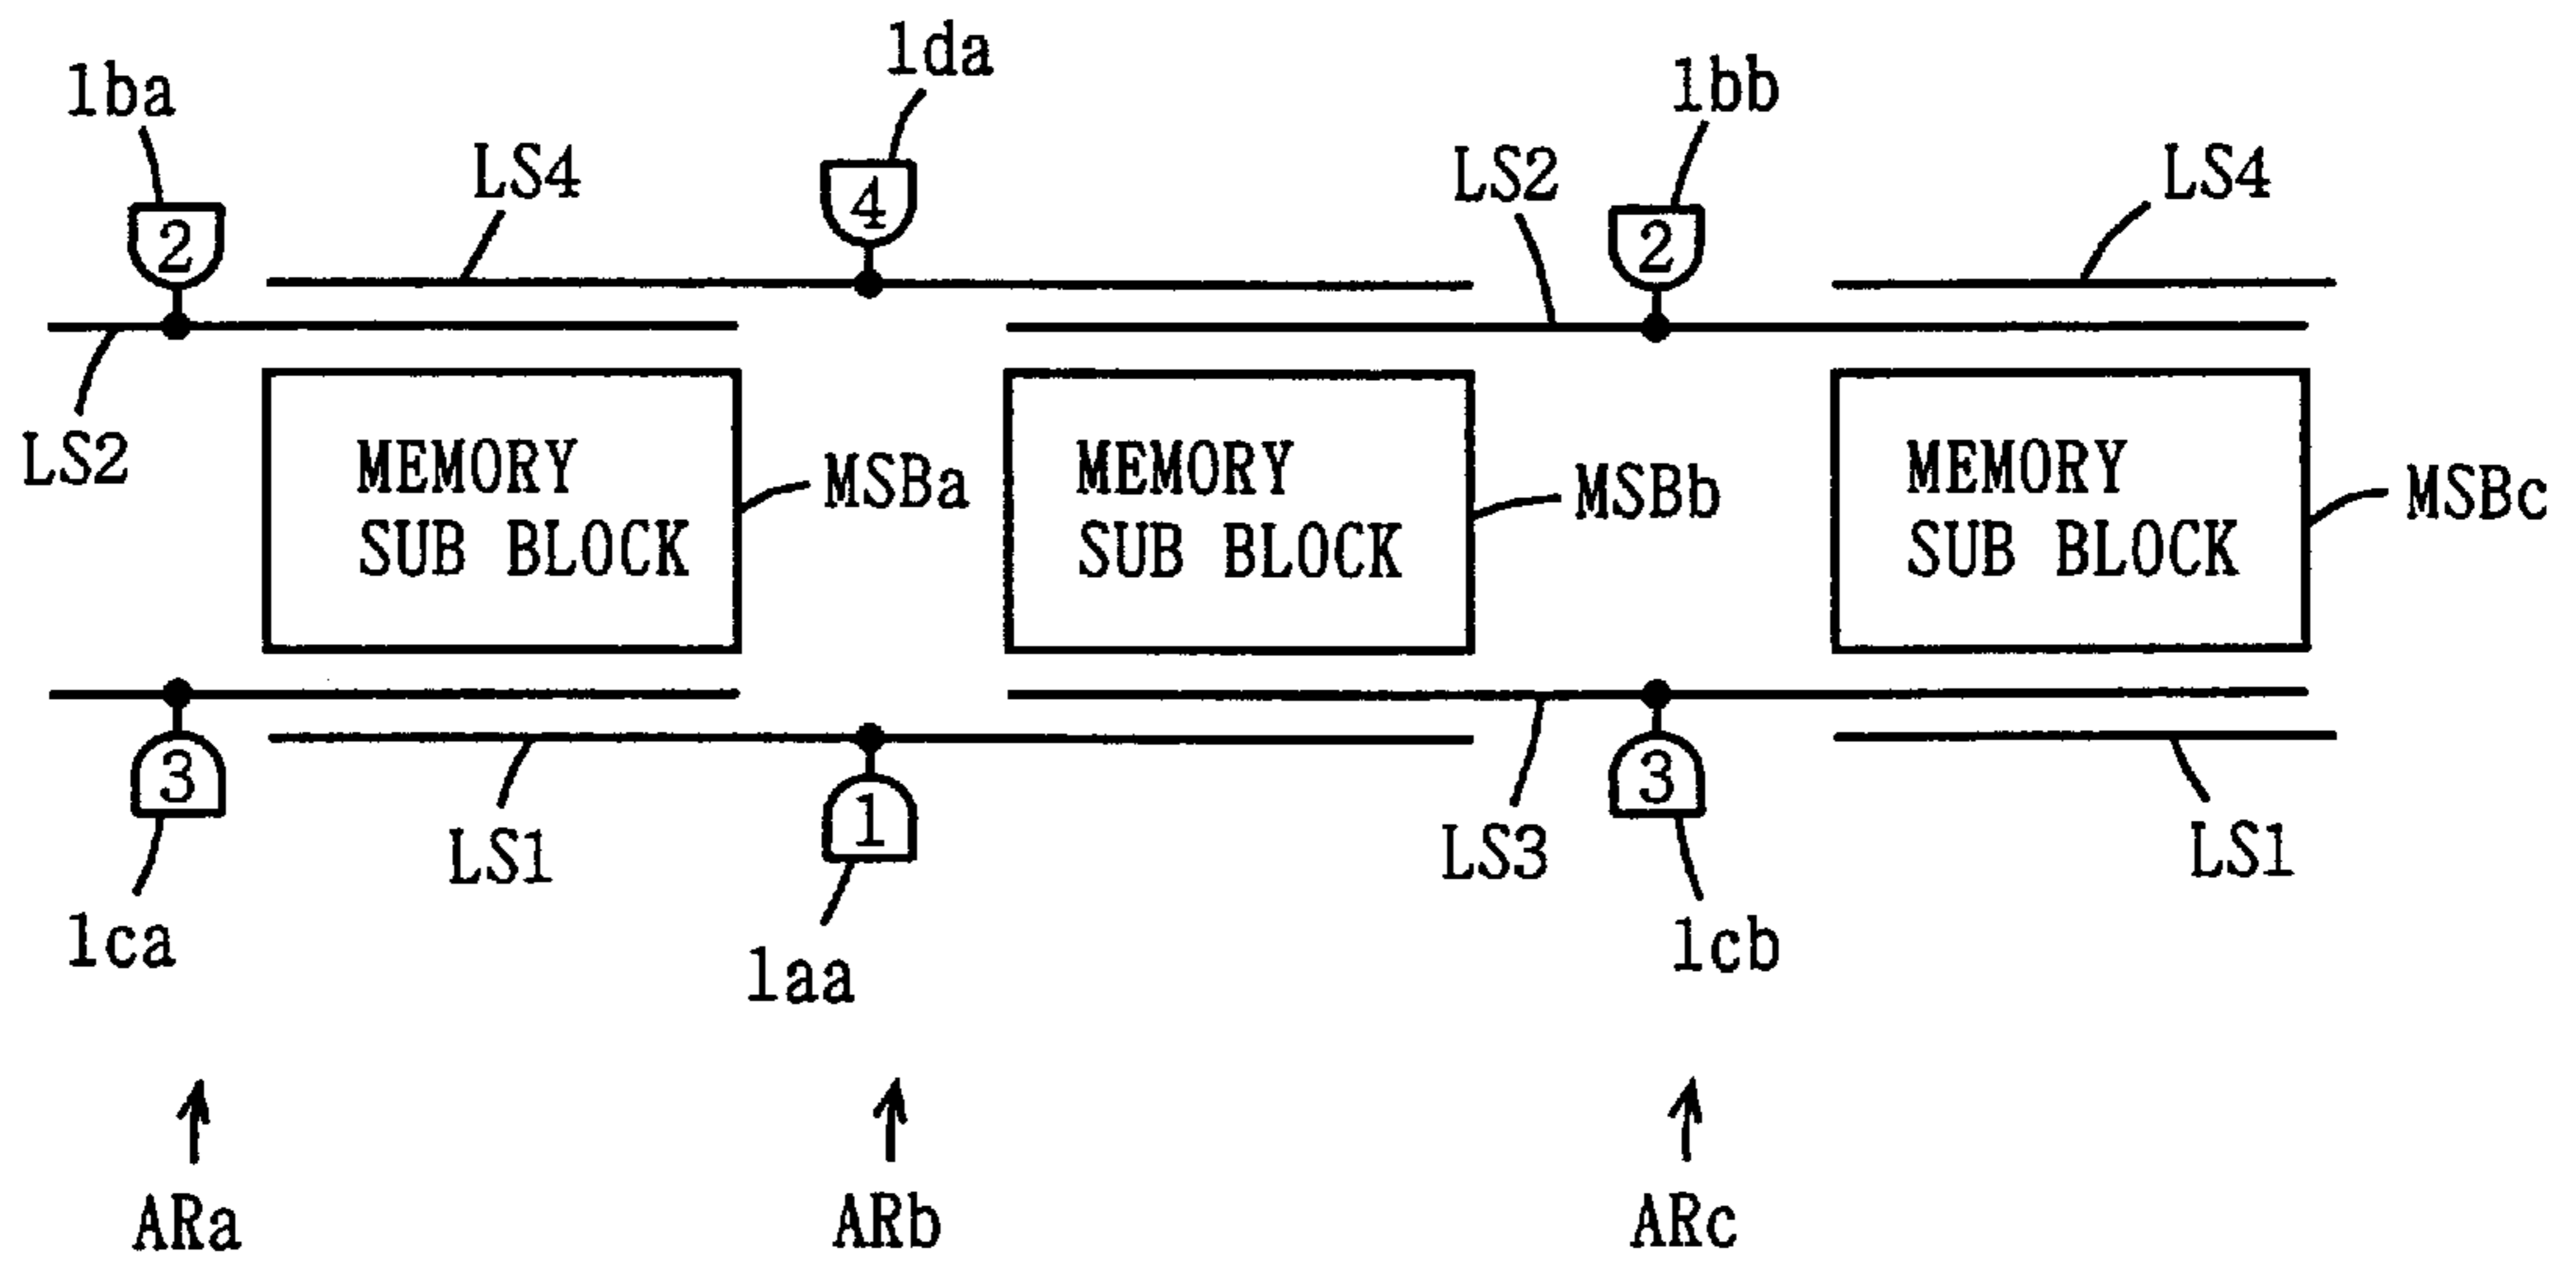 1da
1ba
1bb
LS4
LS2
LS4
4
2
2
LS2
MEMORY
SUB BLOCK
MSBa
MEMORY
SUB BLOCK
MSBb
MEMORY
SUB BLOCK
MSBc
3
1
3
LS1
LS3
LS1
1ca
1aa
1cb
ARa
ARb
ARc